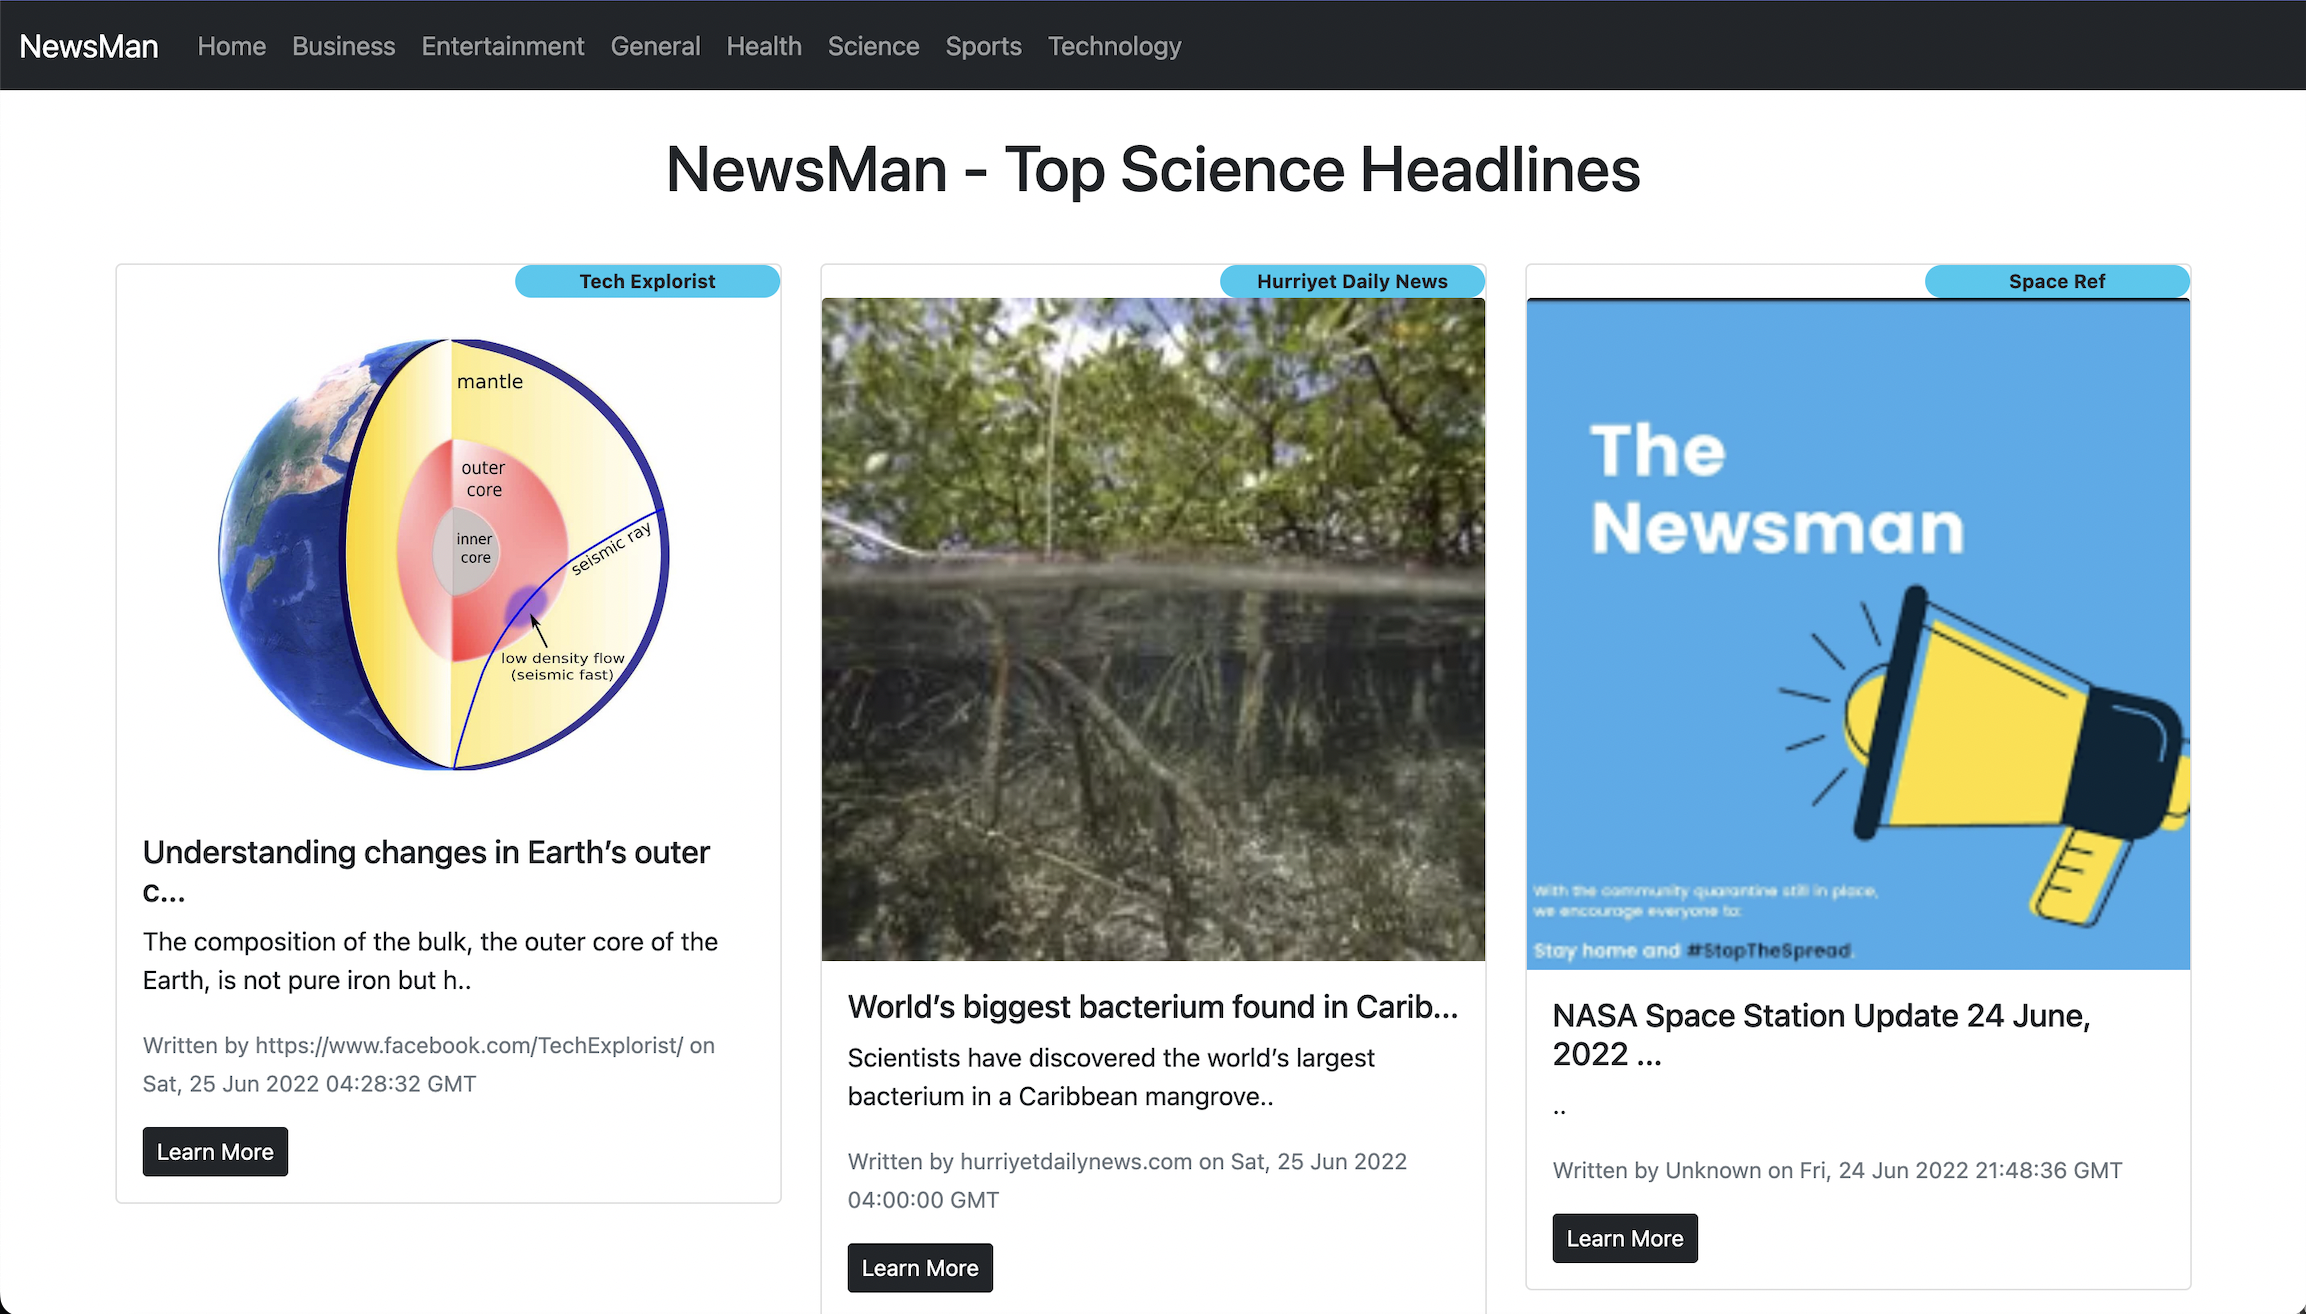 NewsMan Home Business Entertainment General Health Science Sports Technology
NewsMan - Top Science Headlines
Tech Explorist
mantle
outer
core
inner
core
seismic ray
low density flow
(seismic fast)
Understanding changes in Earth’s outer
c...
The composition of the bulk, the outer core of the
Earth, is not pure iron but h..
Written by https://www.facebook.com/TechExplorist/ on
Sat, 25 Jun 2022 04:28:32 GMT
Learn More
Hurriyet Daily News
World’s biggest bacterium found in Carib...
Scientists have discovered the world’s largest
bacterium in a Caribbean mangrove..
Written by hurriyetdailynews.com on Sat, 25 Jun 2022
04:00:00 GMT
Learn More
Space Ref
The
Newsman
With the community quarantine still in place,
we encourage everyone to:
Stay home and #StopTheSpread.
NASA Space Station Update 24 June,
2022 ...
..
Written by Unknown on Fri, 24 Jun 2022 21:48:36 GMT
Learn More